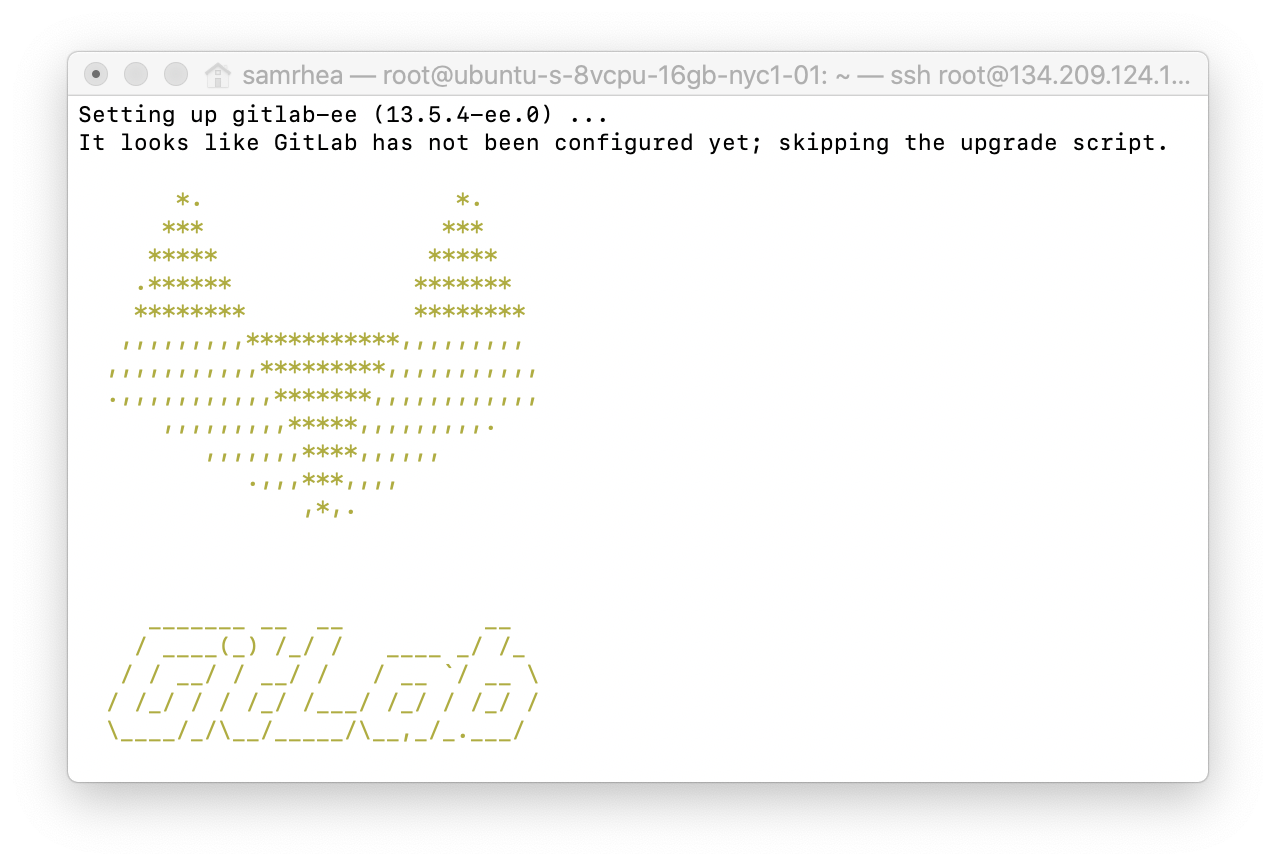 samrhea — root@ubuntu-s-8vcpu-16gb-nyc1-01: ~ — ssh root@134.209.124.1...
Setting up gitlab-ee (13.5.4-ee.0) ...
It looks like GitLab has not been configured yet; skipping the upgrade script.
       *.                  *.
      ***                 ***
     *****               *****
    .******             *******
    ********            ********
   ,,,,,,,,,***********,,,,,,,,,
  ,,,,,,,,,,,*********,,,,,,,,,,,
  .,,,,,,,,,,,*******,,,,,,,,,,,,
      ,,,,,,,,,*****,,,,,,,,,.
         ,,,,,,,****,,,,,,
            .,,,***,,,,
                ,*,.
     _______ __  __          __
    / ____(_) /_/ /   ____ _/ /_
   / / __/ / __/ /   / __ `/ __ \
  / /_/ / / /_/ /___/ /_/ / /_/ /
  \____/_/\__/_____/\__,_/_.___/